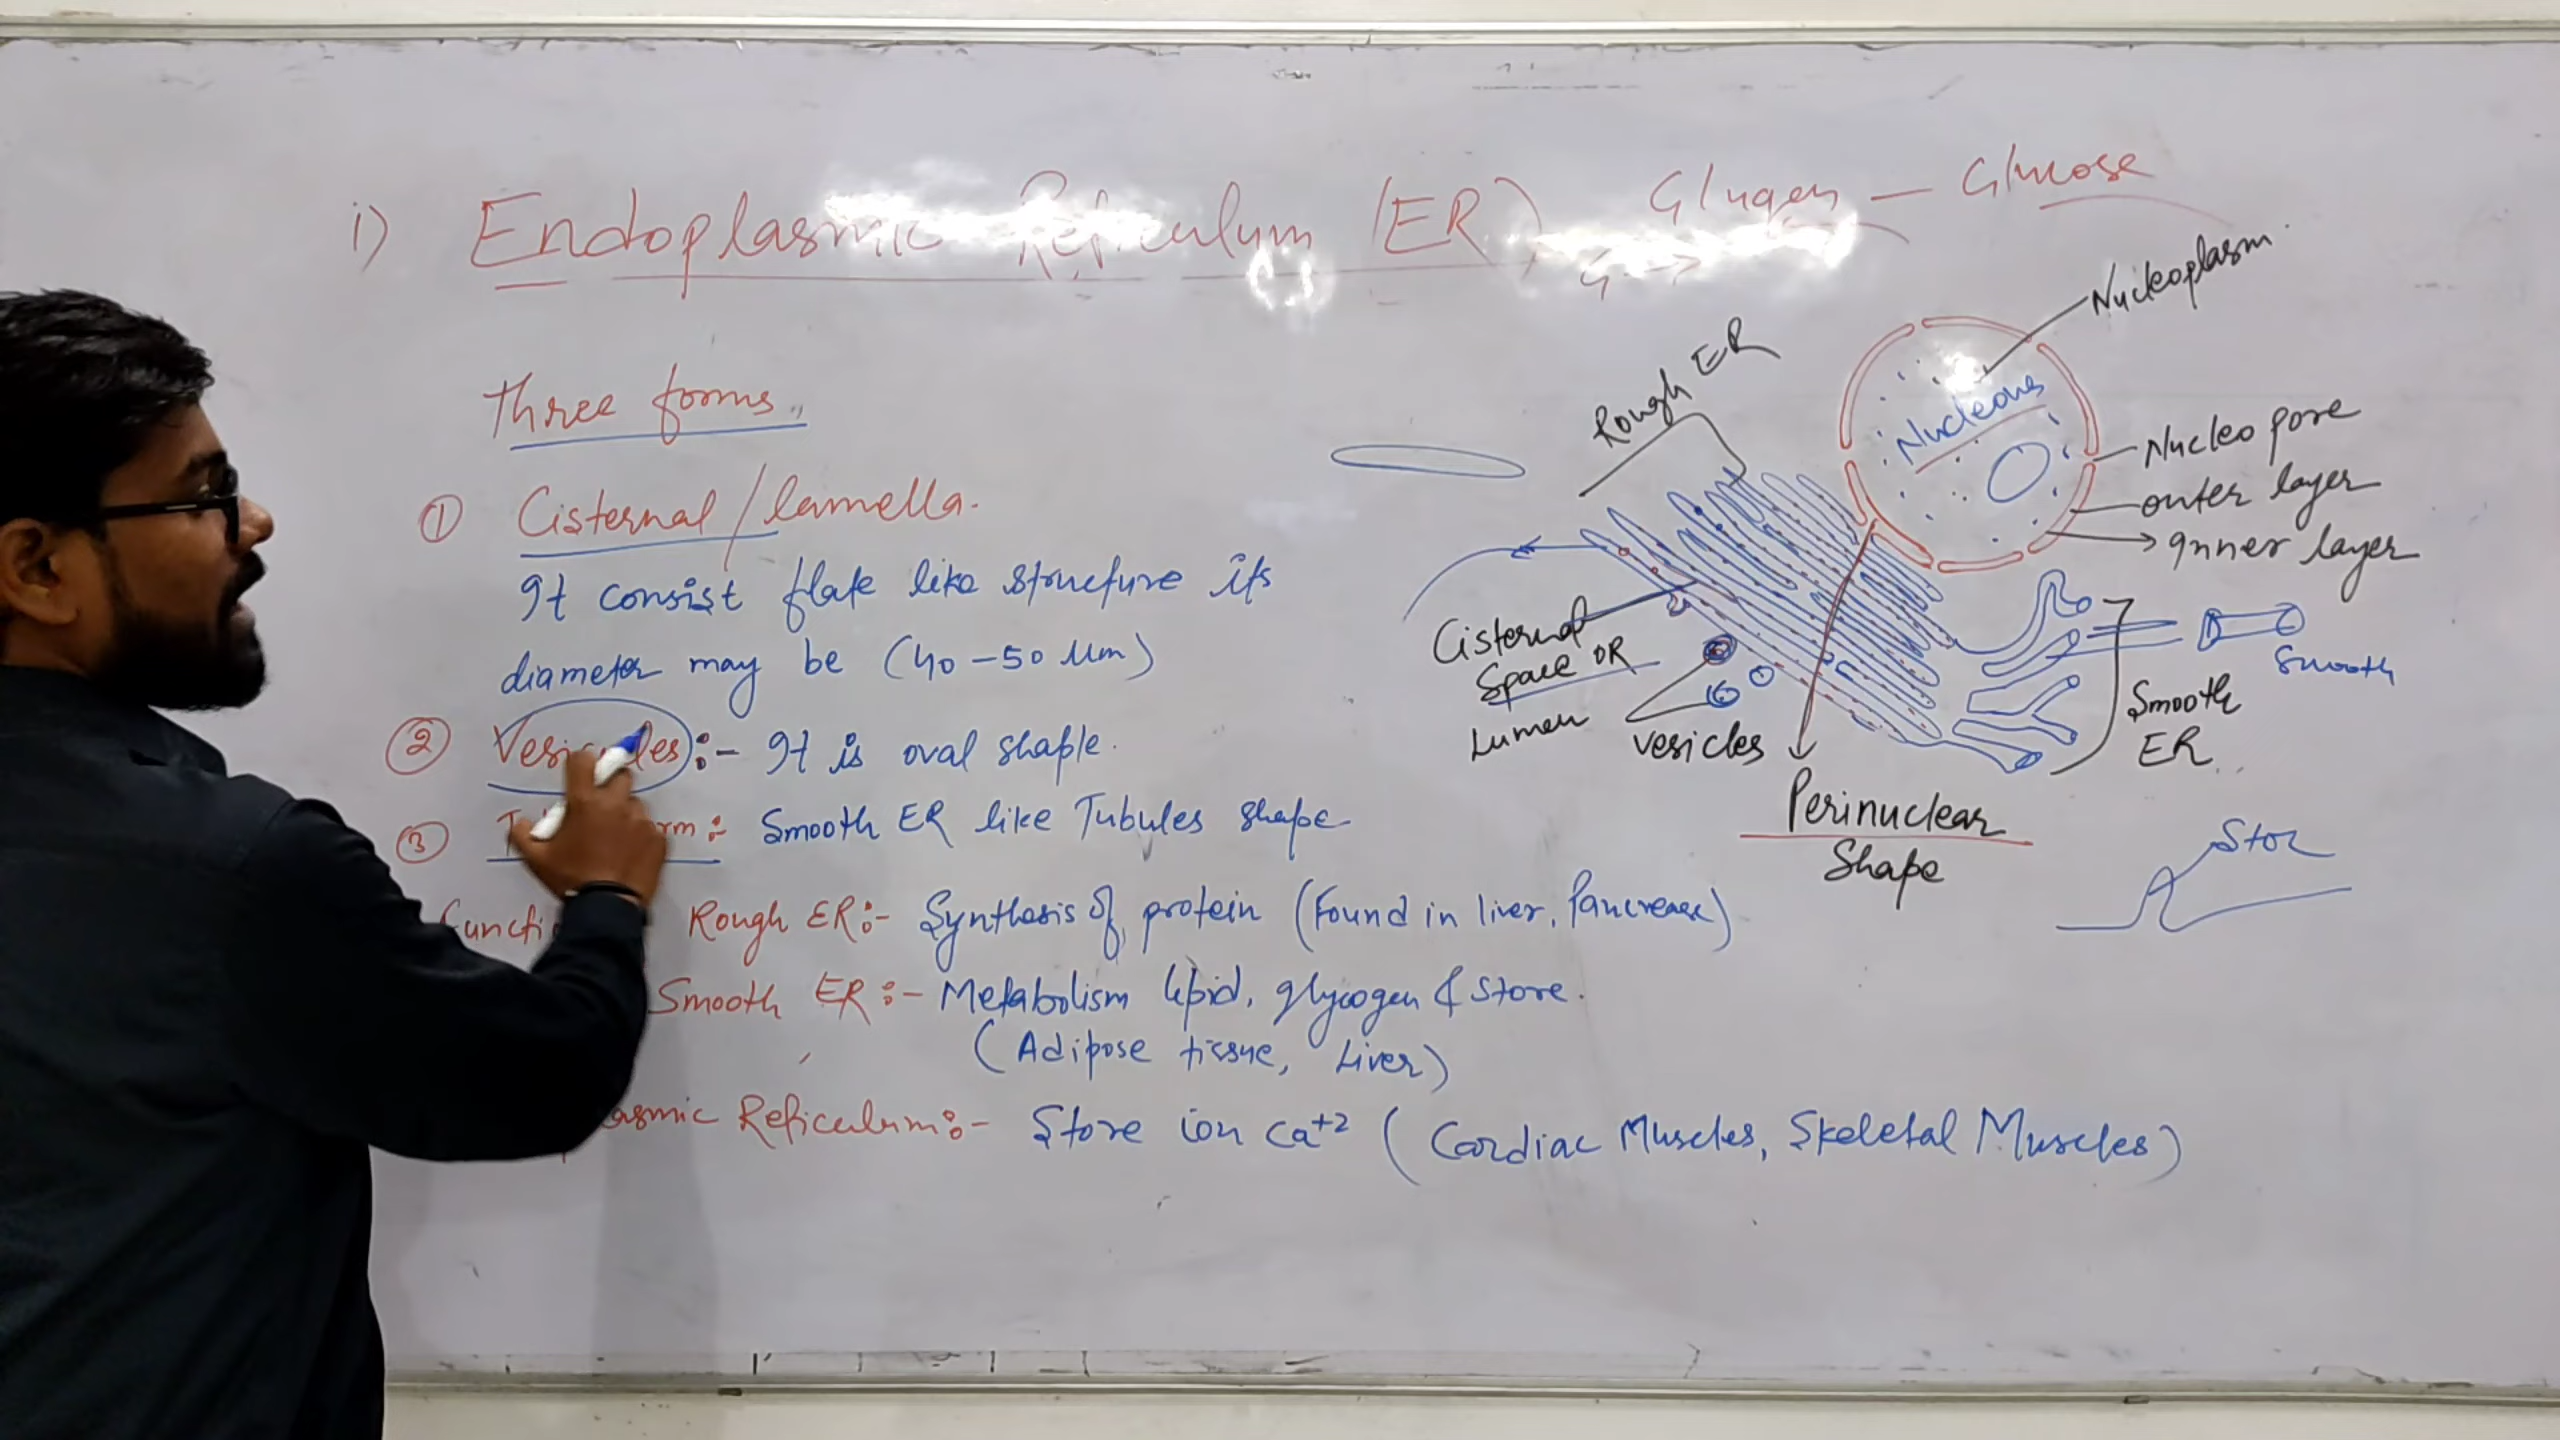 i) Endoplasmic Reticulum (ER)
Glugen — Glucose
G →
Three forms
① Cisternal / lamella.
It consist flate like structure its
diameter may be (40-50 Um)
② Vesicles :- It is oval shaple.
③ rm :- Smooth ER like Tubules shape
Functi Rough ER :- Synthesis of protein (Found in liver, Pancrease)
Smooth ER :- Metabolism lipid, glycogen & store.
(Adipose tissue, Liver)
asmic Reticulum :- Store ion Ca+2 (Cardiac Muscles, Skeletal Muscles)
Nucleoplasm
Rough ER
Nucleous
Nucleo pore
outer layer
Inner layer
Cisternal
Space OR
Lumen
vesicles
Perinuclear
Shape
Smooth
ER
Smooth
Stor